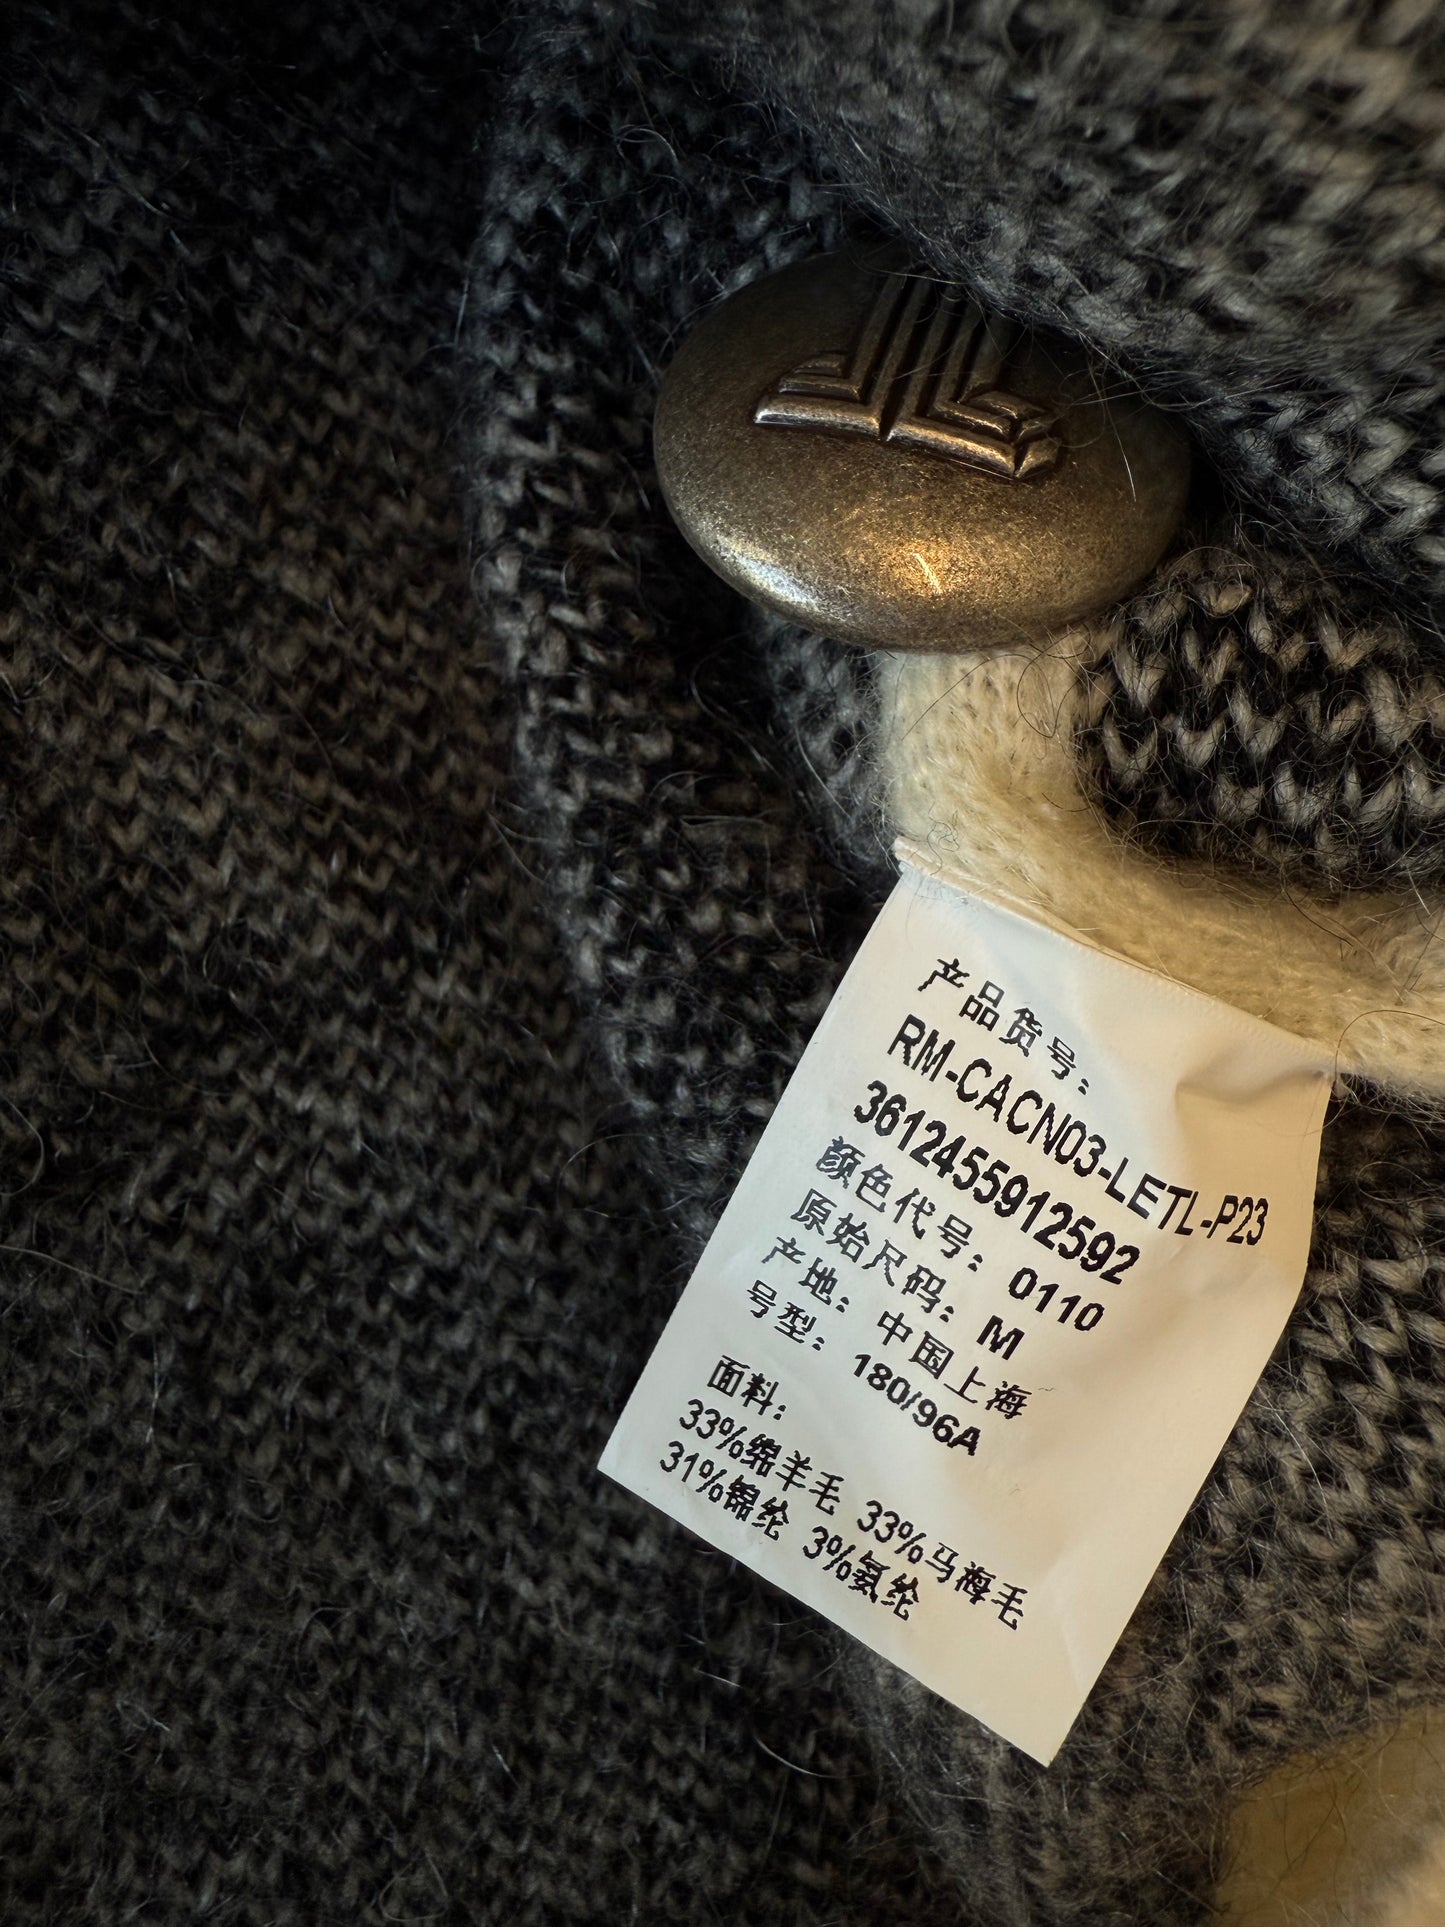 产品货号：
RM-CACN03-LETL-P23
3612455912592
颜色代号： 0110
原始尺码： M
产地： 中国上海
号型： 180/96A
面料：
33%绵羊毛 33%马海毛
31%锦纶 3%氨纶